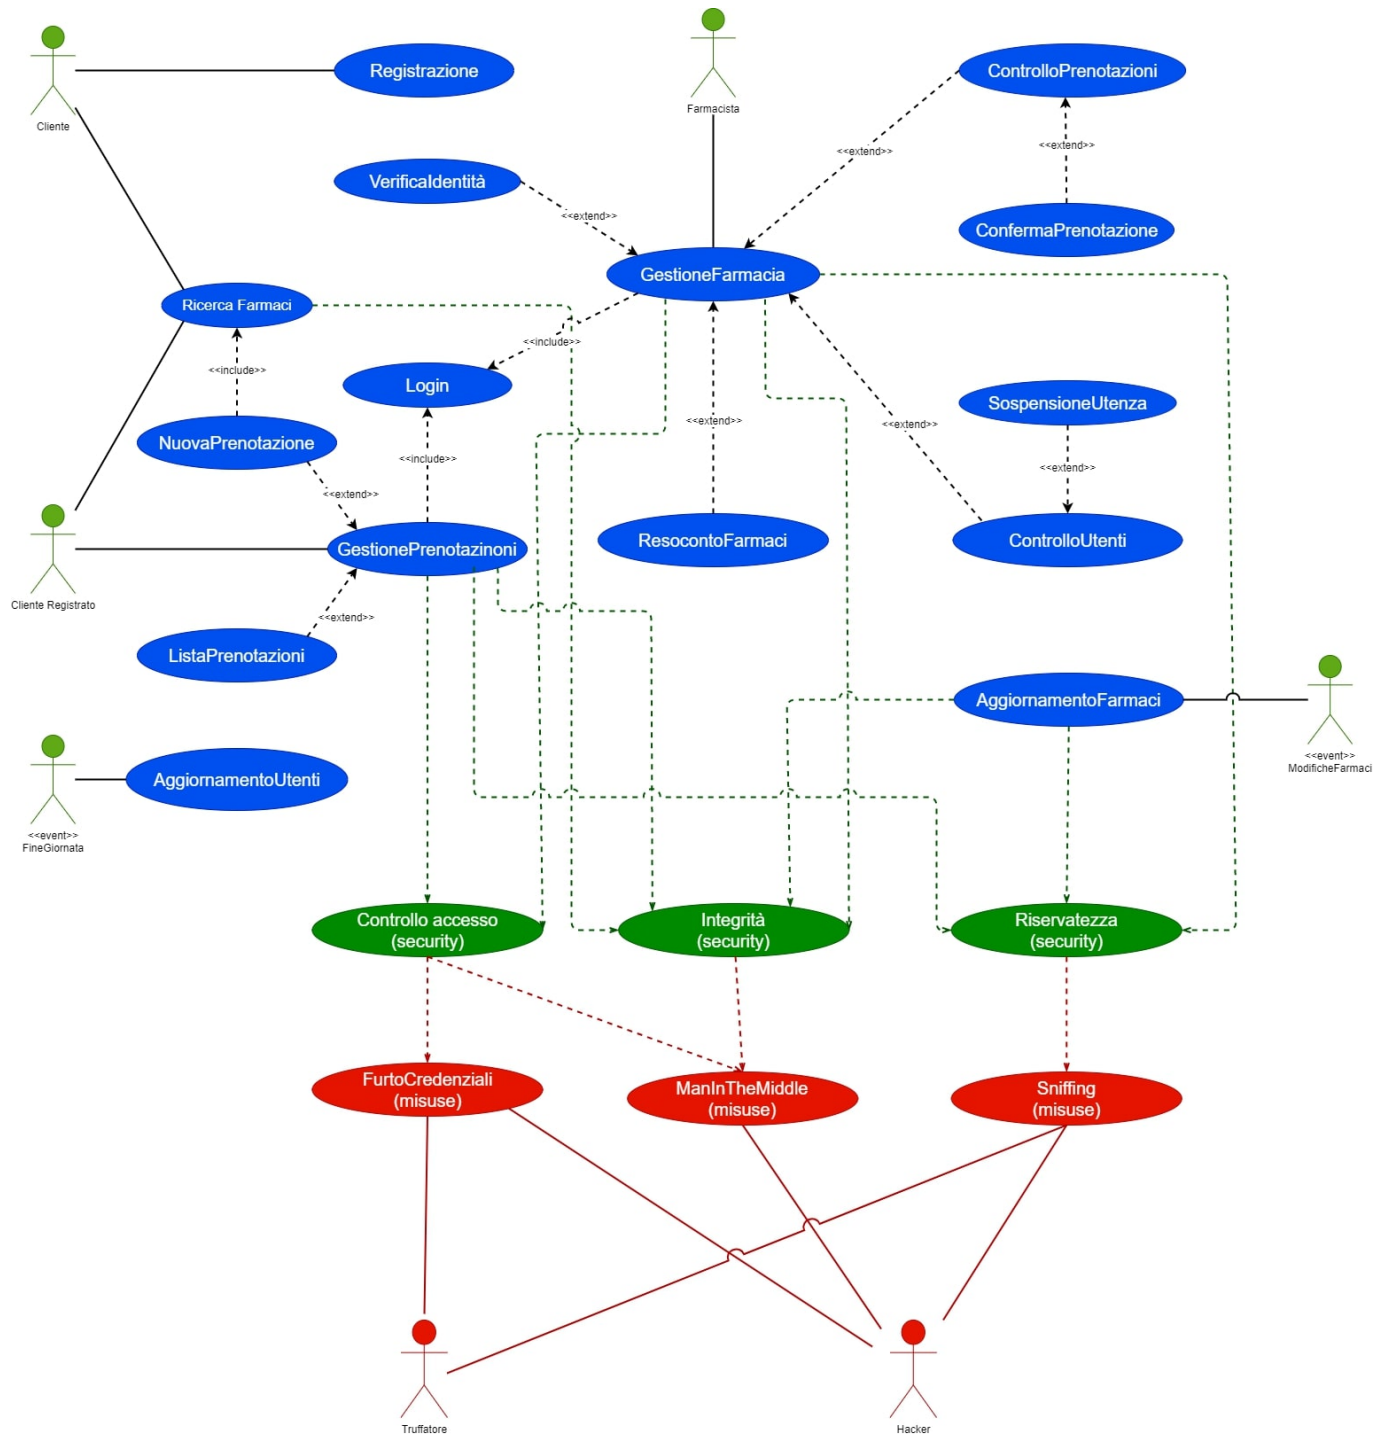 Registrazione
Cliente
Farmacista
ControlloPrenotazioni
<<extend>>
<<extend>>
VerificaIdentità
<<extend>>
ConfermaPrenotazione
GestioneFarmacia
Ricerca Farmaci
<<include>>
<<include>>
Login
SospensioneUtenza
<<extend>>
<<extend>>
NuovaPrenotazione
<<include>>
<<extend>>
<<extend>>
Cliente Registrato
GestionePrenotazinoni
ResocontoFarmaci
ControlloUtenti
<<extend>>
ListaPrenotazioni
AggiornamentoFarmaci
<<event>>
ModificheFarmaci
AggiornamentoUtenti
<<event>>
FineGiornata
Controllo accesso
(security)
Integrità
(security)
Riservatezza
(security)
FurtoCredenziali
(misuse)
ManInTheMiddle
(misuse)
Sniffing
(misuse)
Truffatore
Hacker